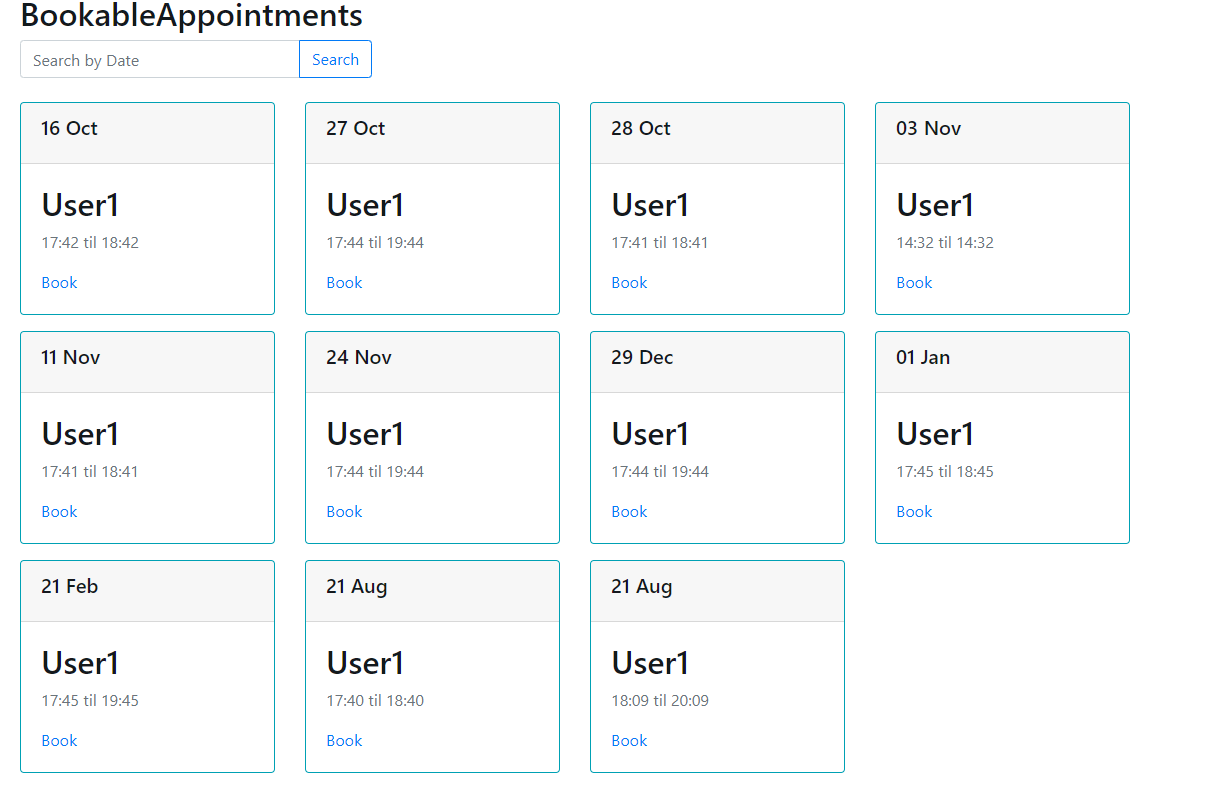 BookableAppointments
Search by Date Search
16 Oct
User1
17:42 til 18:42
Book
27 Oct
User1
17:44 til 19:44
Book
28 Oct
User1
17:41 til 18:41
Book
03 Nov
User1
14:32 til 14:32
Book
11 Nov
User1
17:41 til 18:41
Book
24 Nov
User1
17:44 til 19:44
Book
29 Dec
User1
17:44 til 19:44
Book
01 Jan
User1
17:45 til 18:45
Book
21 Feb
User1
17:45 til 19:45
Book
21 Aug
User1
17:40 til 18:40
Book
21 Aug
User1
18:09 til 20:09
Book